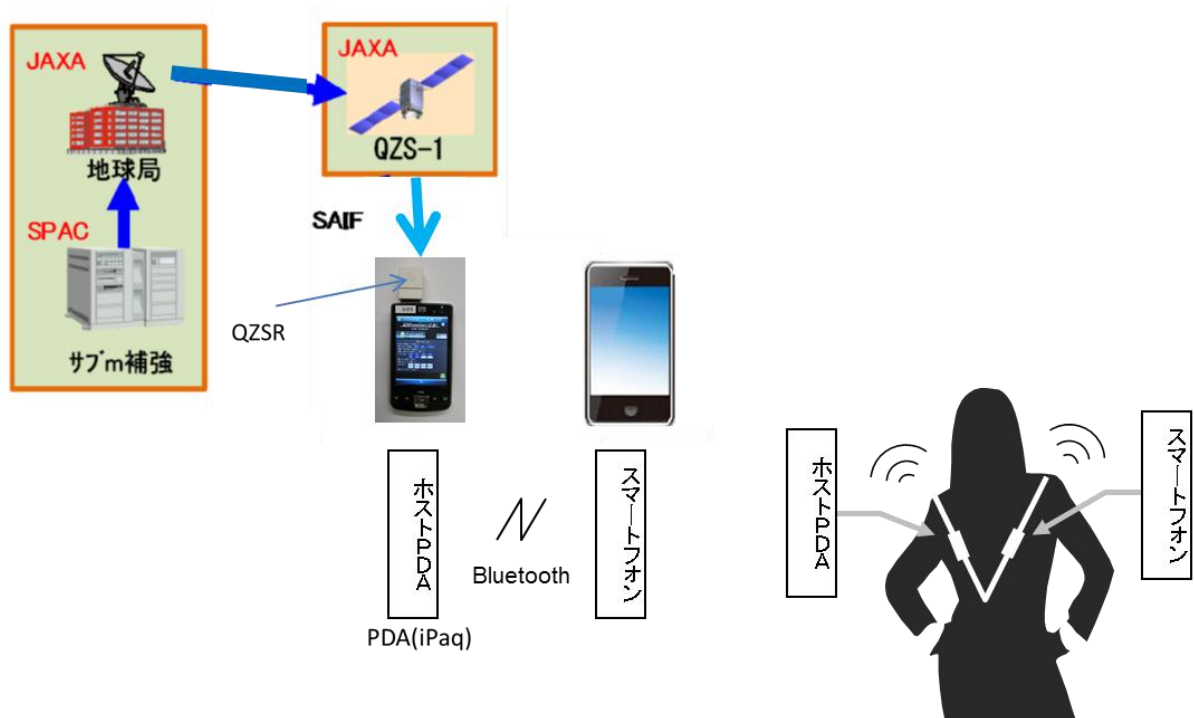 JAXA
地球局
SPAC
サブm補強
JAXA
QZS-1
SAIF
QZSR
ホストPDA
PDA(iPaq)
Bluetooth
スマートフオン
ホストPDA
スマートフオン